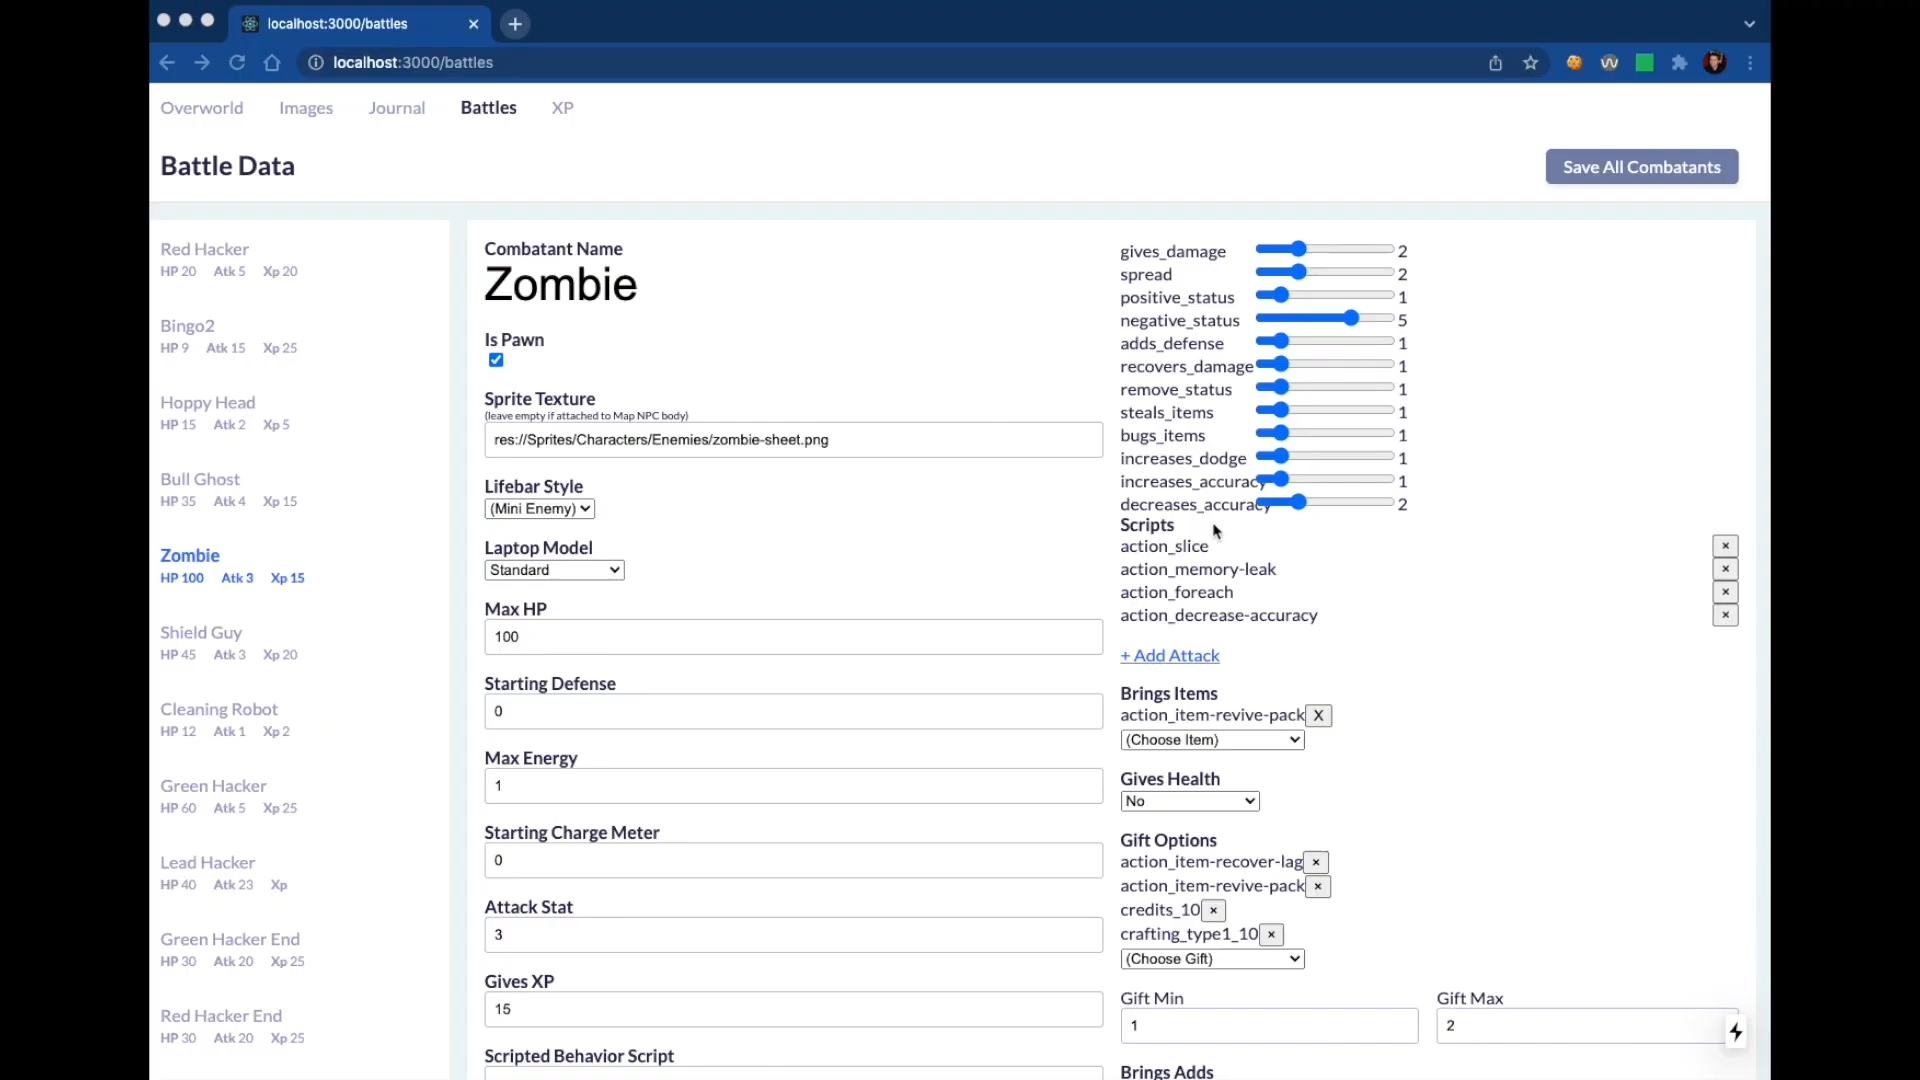 localhost:3000/battles
localhost:3000/battles
Overworld Images Journal Battles XP
Battle Data
Save All Combatants
Red Hacker
HP 20 Atk 5 Xp 20
Bingo2
HP 9 Atk 15 Xp 25
Hoppy Head
HP 15 Atk 2 Xp 5
Bull Ghost
HP 35 Atk 4 Xp 15
Zombie
HP 100 Atk 3 Xp 15
Shield Guy
HP 45 Atk 3 Xp 20
Cleaning Robot
HP 12 Atk 1 Xp 2
Green Hacker
HP 60 Atk 5 Xp 25
Lead Hacker
HP 40 Atk 23 Xp
Green Hacker End
HP 30 Atk 20 Xp 25
Red Hacker End
HP 30 Atk 20 Xp 25
Combatant Name
Zombie
Is Pawn
Sprite Texture
(leave empty if attached to Map NPC body)
res://Sprites/Characters/Enemies/zombie-sheet.png
Lifebar Style
(Mini Enemy)
Laptop Model
Standard
Max HP
100
Starting Defense
0
Max Energy
1
Starting Charge Meter
0
Attack Stat
3
Gives XP
15
Scripted Behavior Script
gives_damage 2
spread 2
positive_status 1
negative_status 5
adds_defense 1
recovers_damage 1
remove_status 1
steals_items 1
bugs_items 1
increases_dodge 1
increases_accuracy 1
decreases_accuracy 2
Scripts
action_slice ×
action_memory-leak ×
action_foreach ×
action_decrease-accuracy ×
+ Add Attack
Brings Items
action_item-revive-pack X
(Choose Item)
Gives Health
No
Gift Options
action_item-recover-lag ×
action_item-revive-pack ×
credits_10 ×
crafting_type1_10 ×
(Choose Gift)
Gift Min Gift Max
1 2
Brings Adds